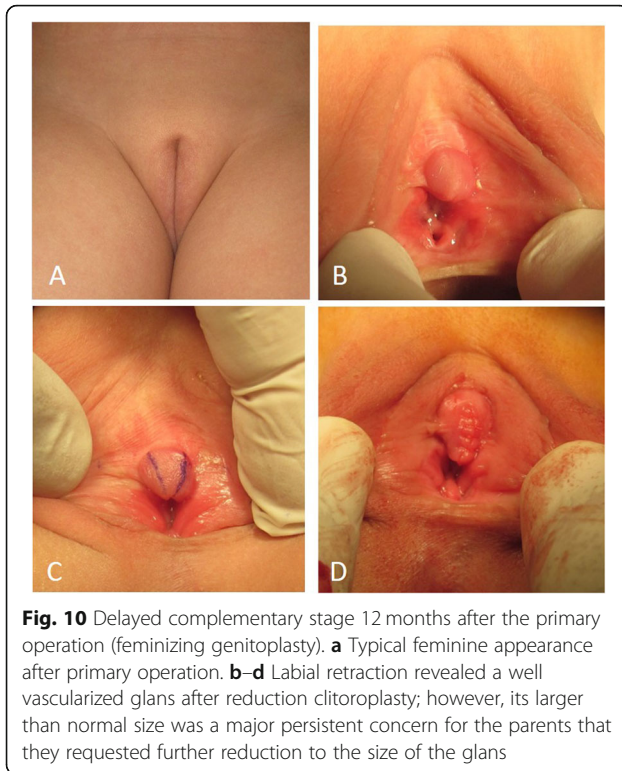 A
B
C
D
Fig. 10 Delayed complementary stage 12 months after the primary
operation (feminizing genitoplasty). a Typical feminine appearance
after primary operation. b–d Labial retraction revealed a well
vascularized glans after reduction clitoroplasty; however, its larger
than normal size was a major persistent concern for the parents that
they requested further reduction to the size of the glans